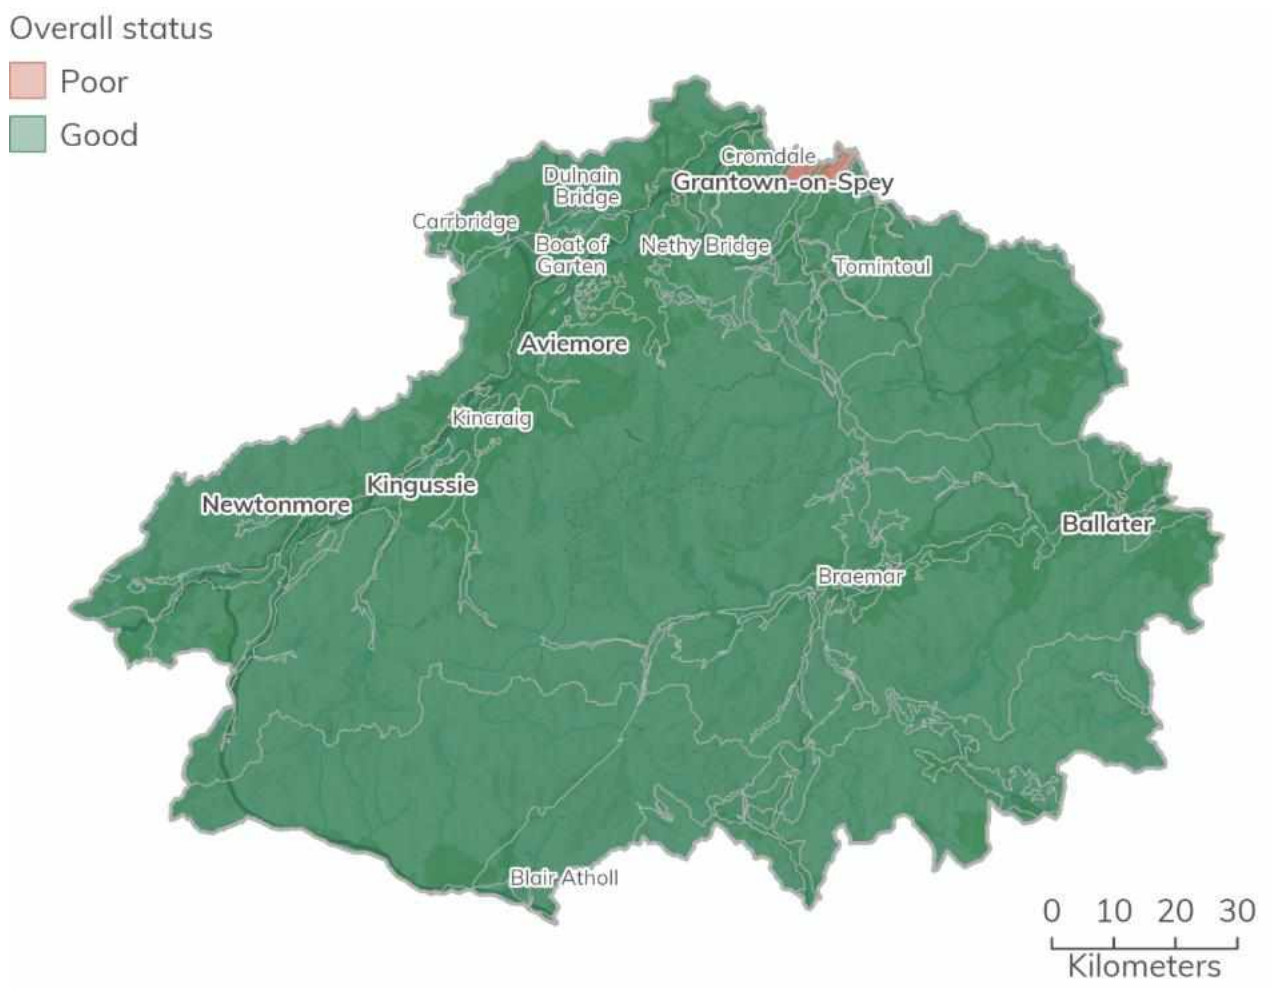 Overall status
Poor
Good
Cromdale
Grantown-on-Spey
Dulnain
Bridge
Carrbridge
Boat of
Garten
Nethy Bridge
Tomintoul
Aviemore
Kincraig
Kingussie
Newtonmore
Ballater
Braemar
Blair Atholl
0 10 20 30
Kilometers